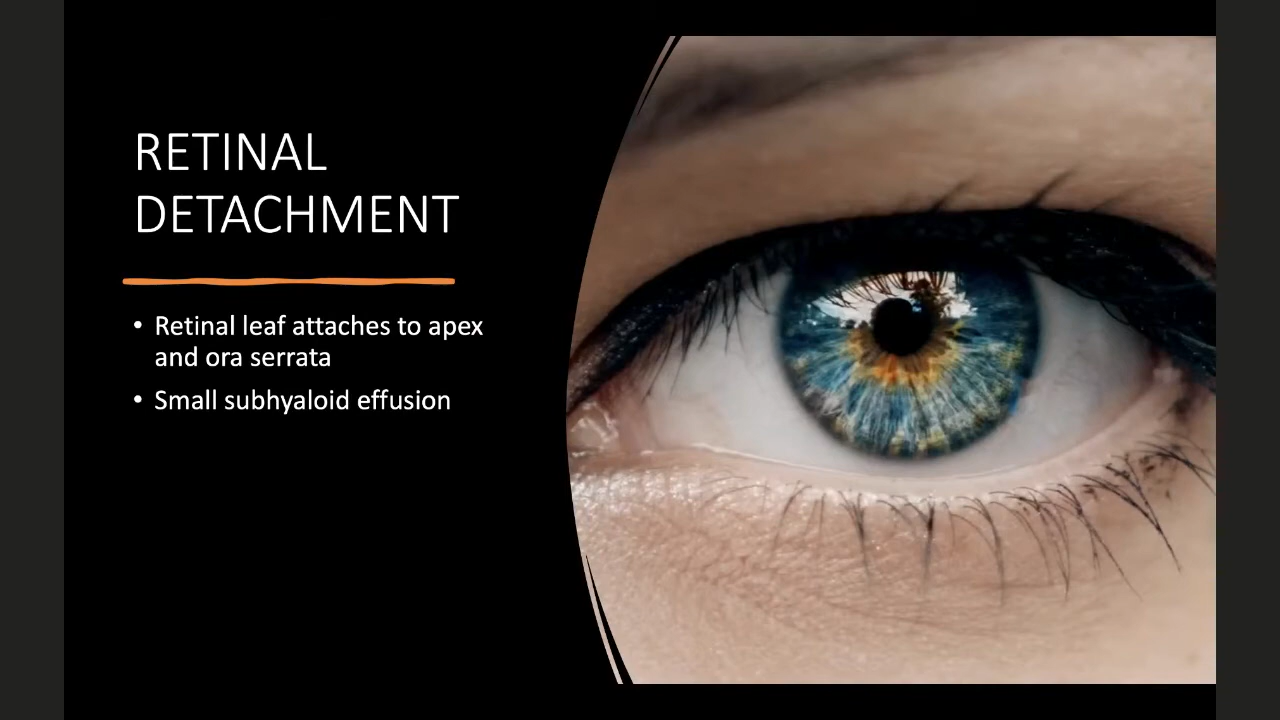 RETINAL
DETACHMENT
• Retinal leaf attaches to apex
and ora serrata
• Small subhyaloid effusion